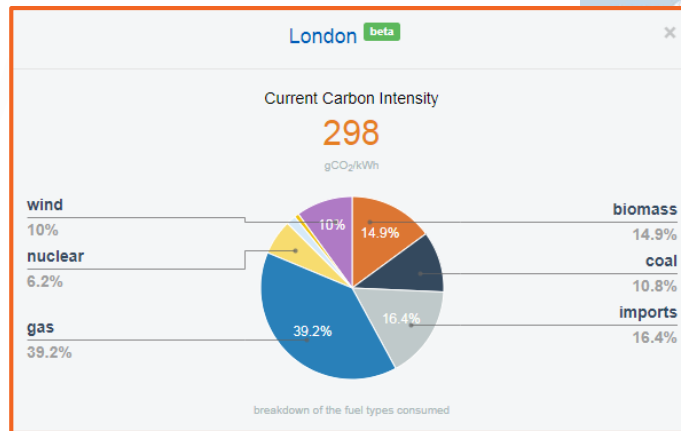 London beta ×
Current Carbon Intensity
298
gCO₂/kWh
wind
10%
nuclear
6.2%
gas
39.2%
10%
14.9%
16.4%
39.2%
biomass
14.9%
coal
10.8%
imports
16.4%
breakdown of the fuel types consumed